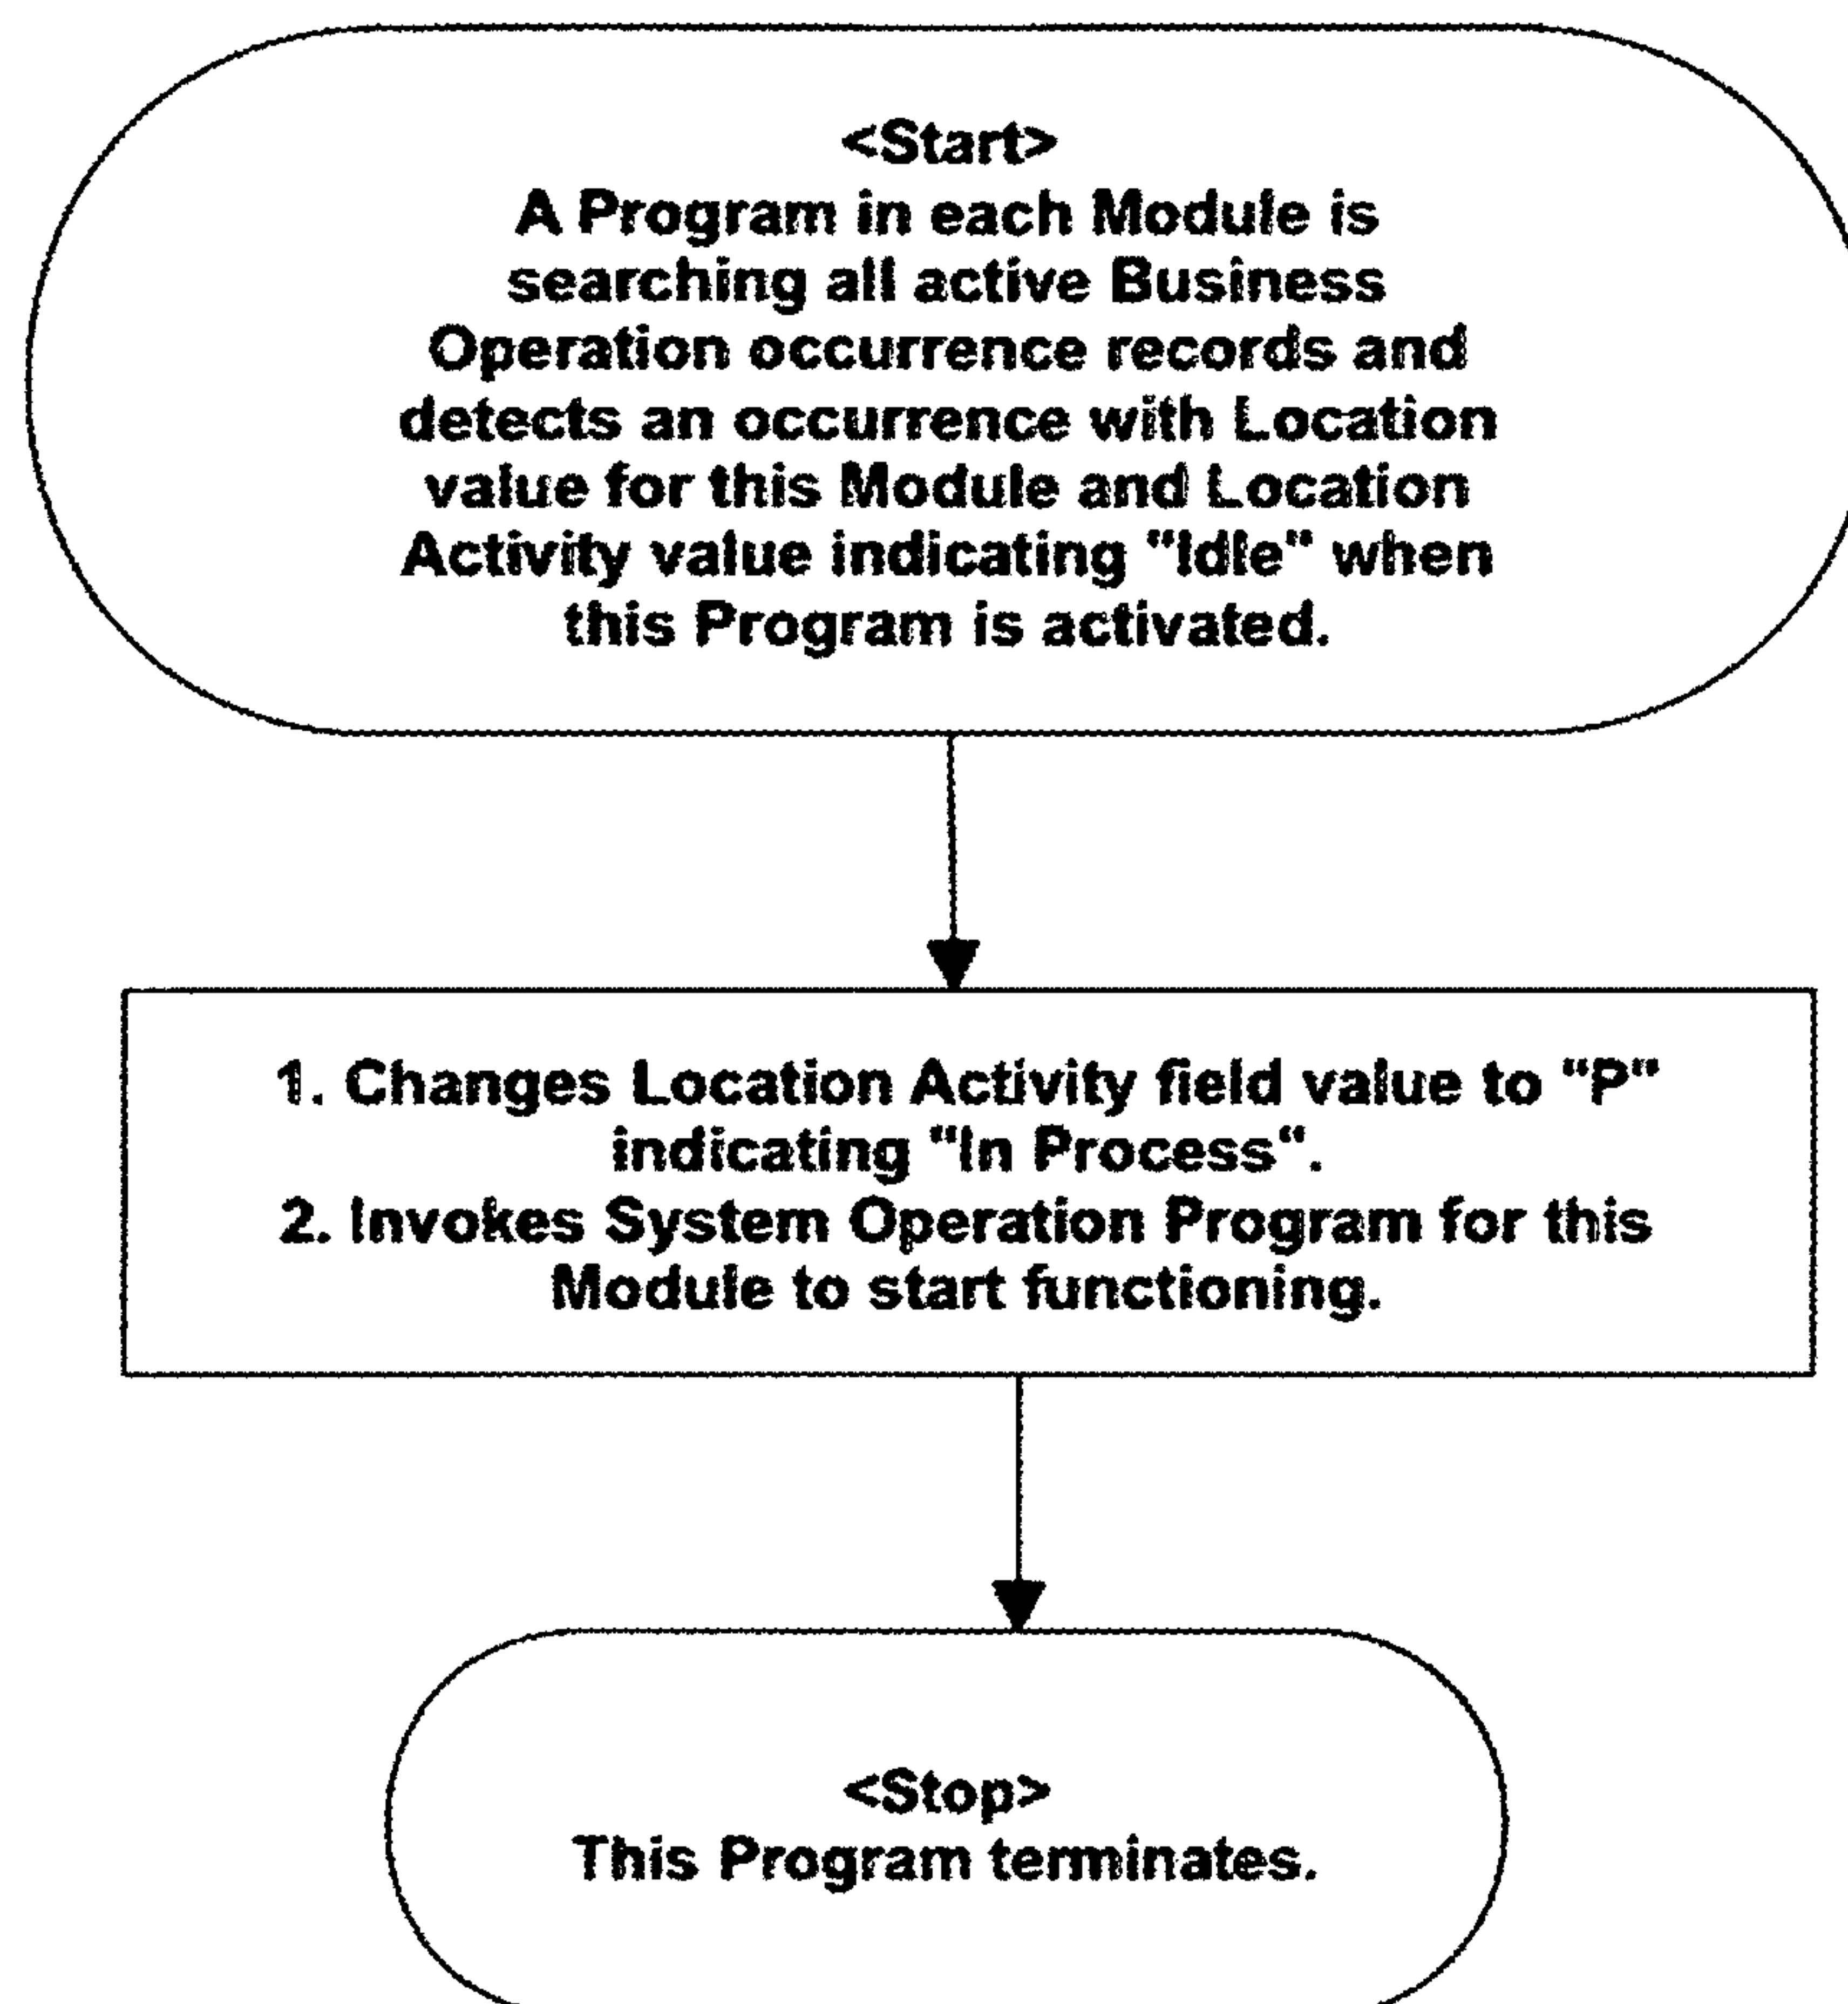 <Start>
A Program in each Module is
searching all active Business
Operation occurrence records and
detects an occurrence with Location
value for this Module and Location
Activity value indicating "Idle" when
this Program is activated.
1. Changes Location Activity field value to "P"
indicating "In Process".
2. Invokes System Operation Program for this
Module to start functioning.
<Stop>
This Program terminates.